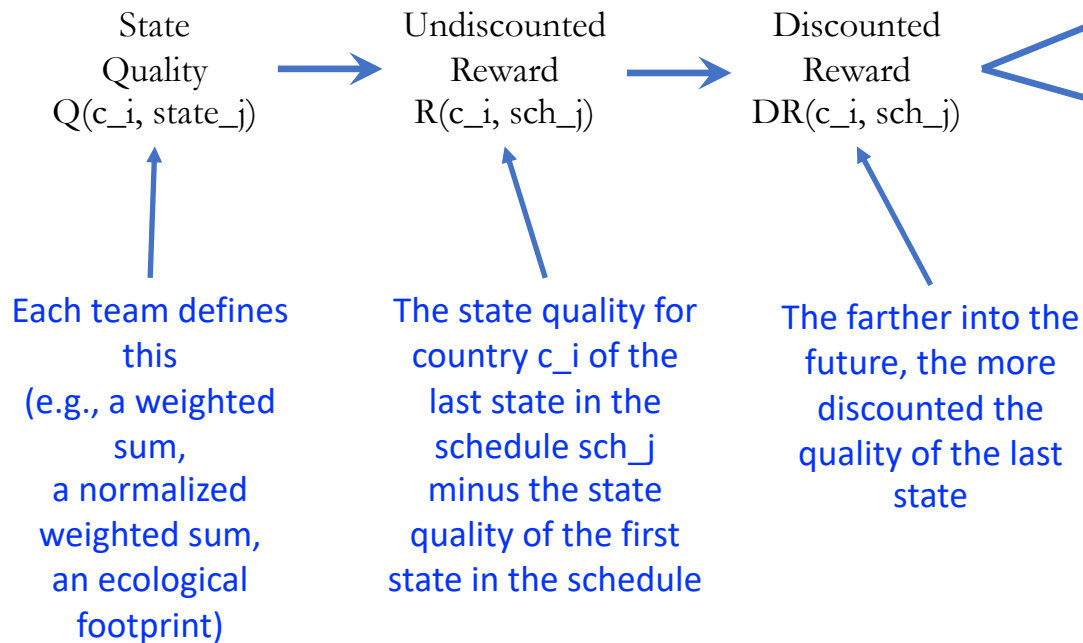 State
Quality
Q(c_i, state_j)
Undiscounted
Reward
R(c_i, sch_j)
Discounted
Reward
DR(c_i, sch_j)
Each team defines
this
(e.g., a weighted
sum,
a normalized
weighted sum,
an ecological
footprint)
The state quality for
country c_i of the
last state in the
schedule sch_j
minus the state
quality of the first
state in the schedule
The farther into the
future, the more
discounted the
quality of the last
state